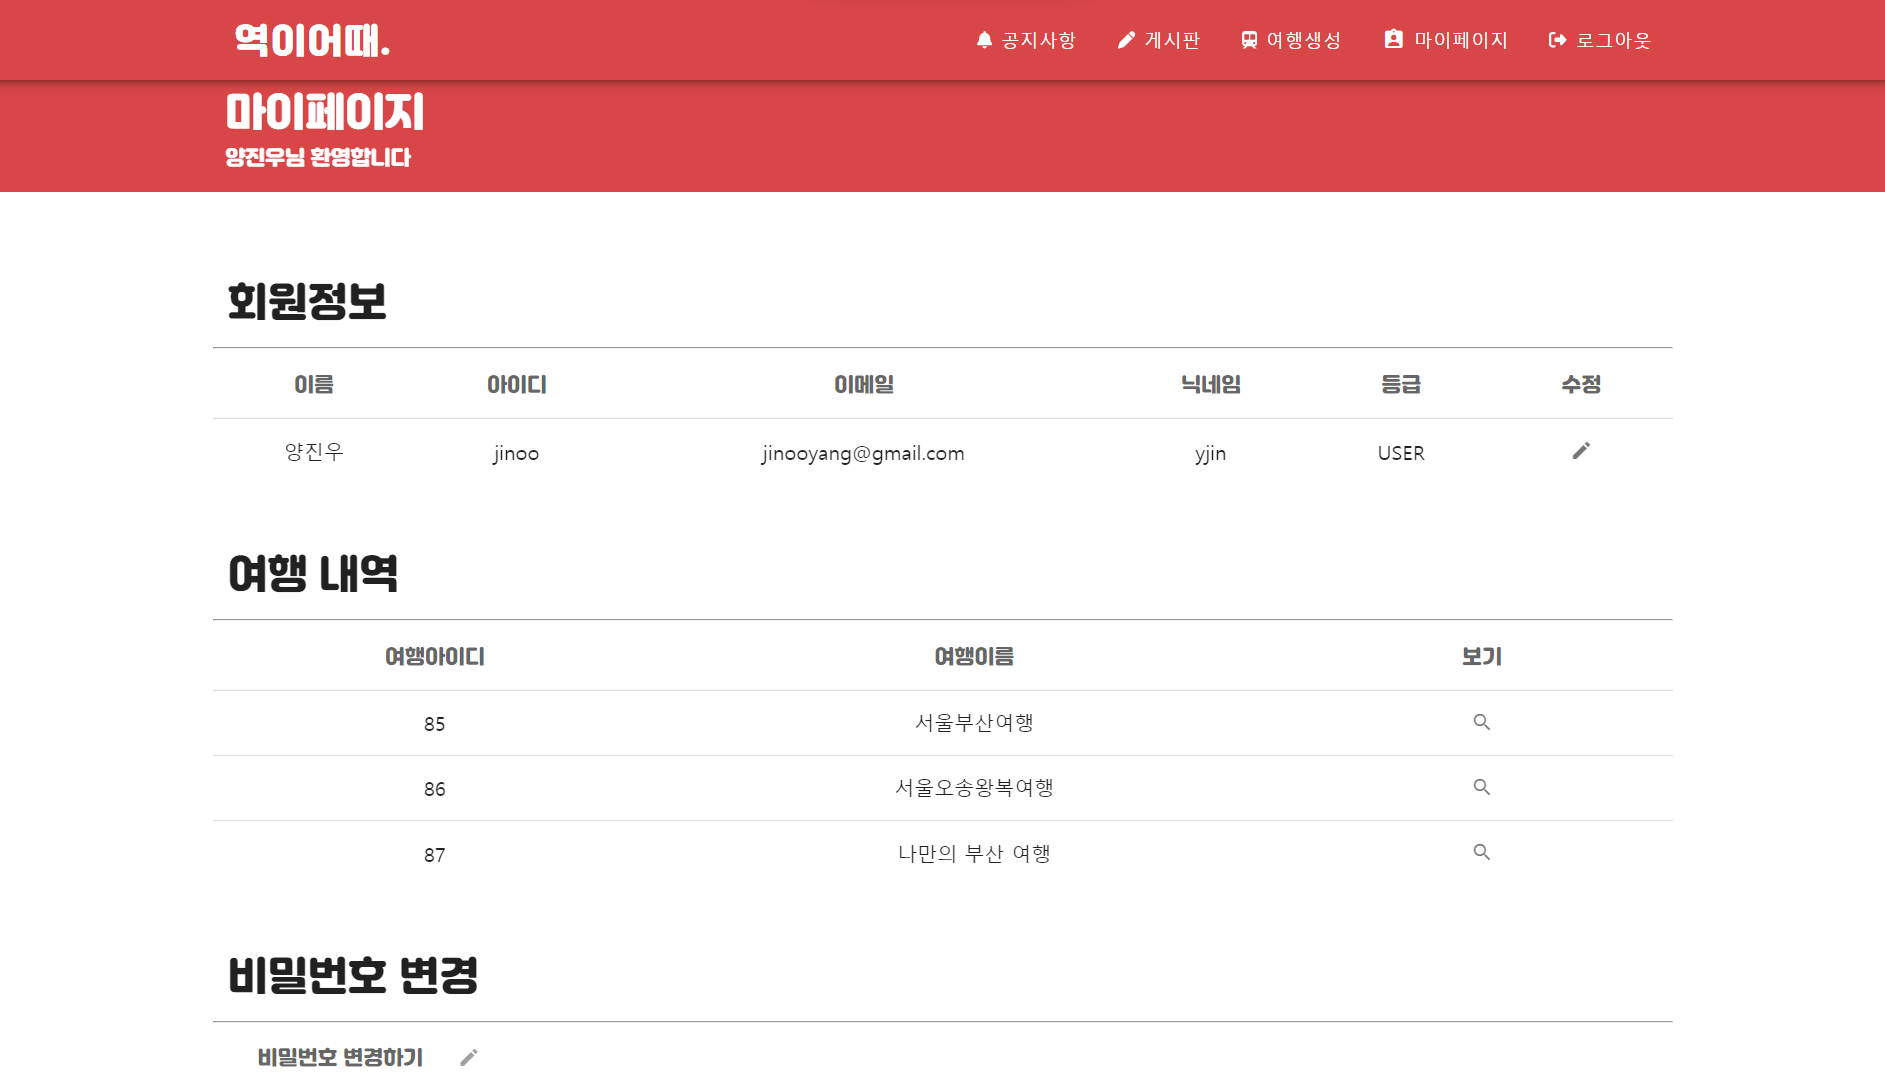 역이어때.
공지사항 게시판 여행생성 마이페이지 로그아웃
마이페이지
양진우님 환영합니다
회원정보
이름 아이디 이메일 닉네임 등급 수정
양진우 jinoo jinooyang@gmail.com yjin USER
여행 내역
여행아이디 여행이름 보기
85 서울부산여행
86 서울오송왕복여행
87 나만의 부산 여행
비밀번호 변경
비밀번호 변경하기